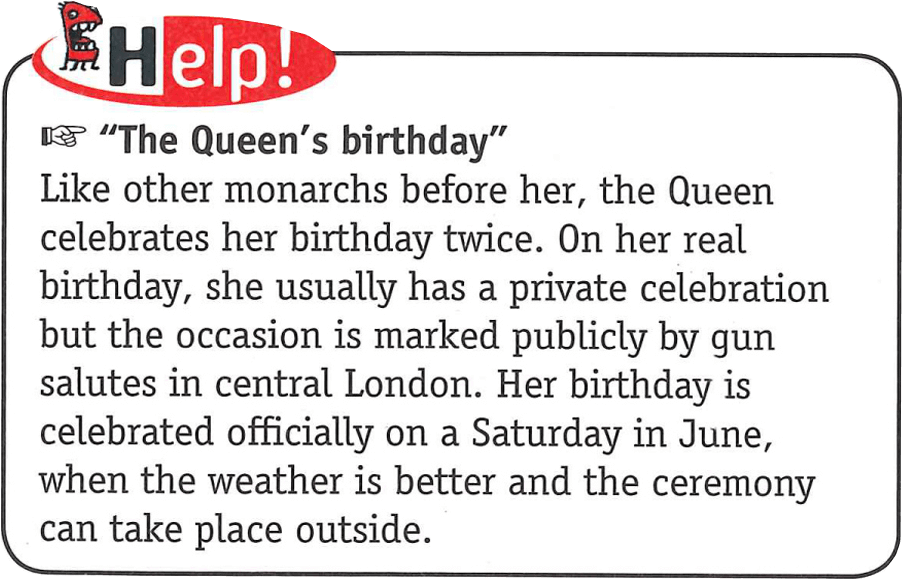 Help!
☞ “The Queen’s birthday”
Like other monarchs before her, the Queen
celebrates her birthday twice. On her real
birthday, she usually has a private celebration
but the occasion is marked publicly by gun
salutes in central London. Her birthday is
celebrated officially on a Saturday in June,
when the weather is better and the ceremony
can take place outside.